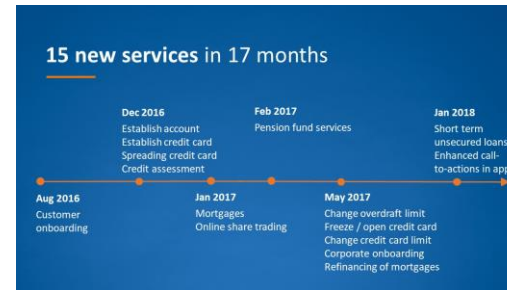 15 new services in 17 months
Dec 2016
Establish account
Establish credit card
Spreading credit card
Credit assessment
Feb 2017
Pension fund services
Jan 2018
Short term
unsecured loans
Enhanced call-
to-actions in app
Aug 2016
Customer
onboarding
Jan 2017
Mortgages
Online share trading
May 2017
Change overdraft limit
Freeze / open credit card
Change credit card limit
Corporate onboarding
Refinancing of mortgages